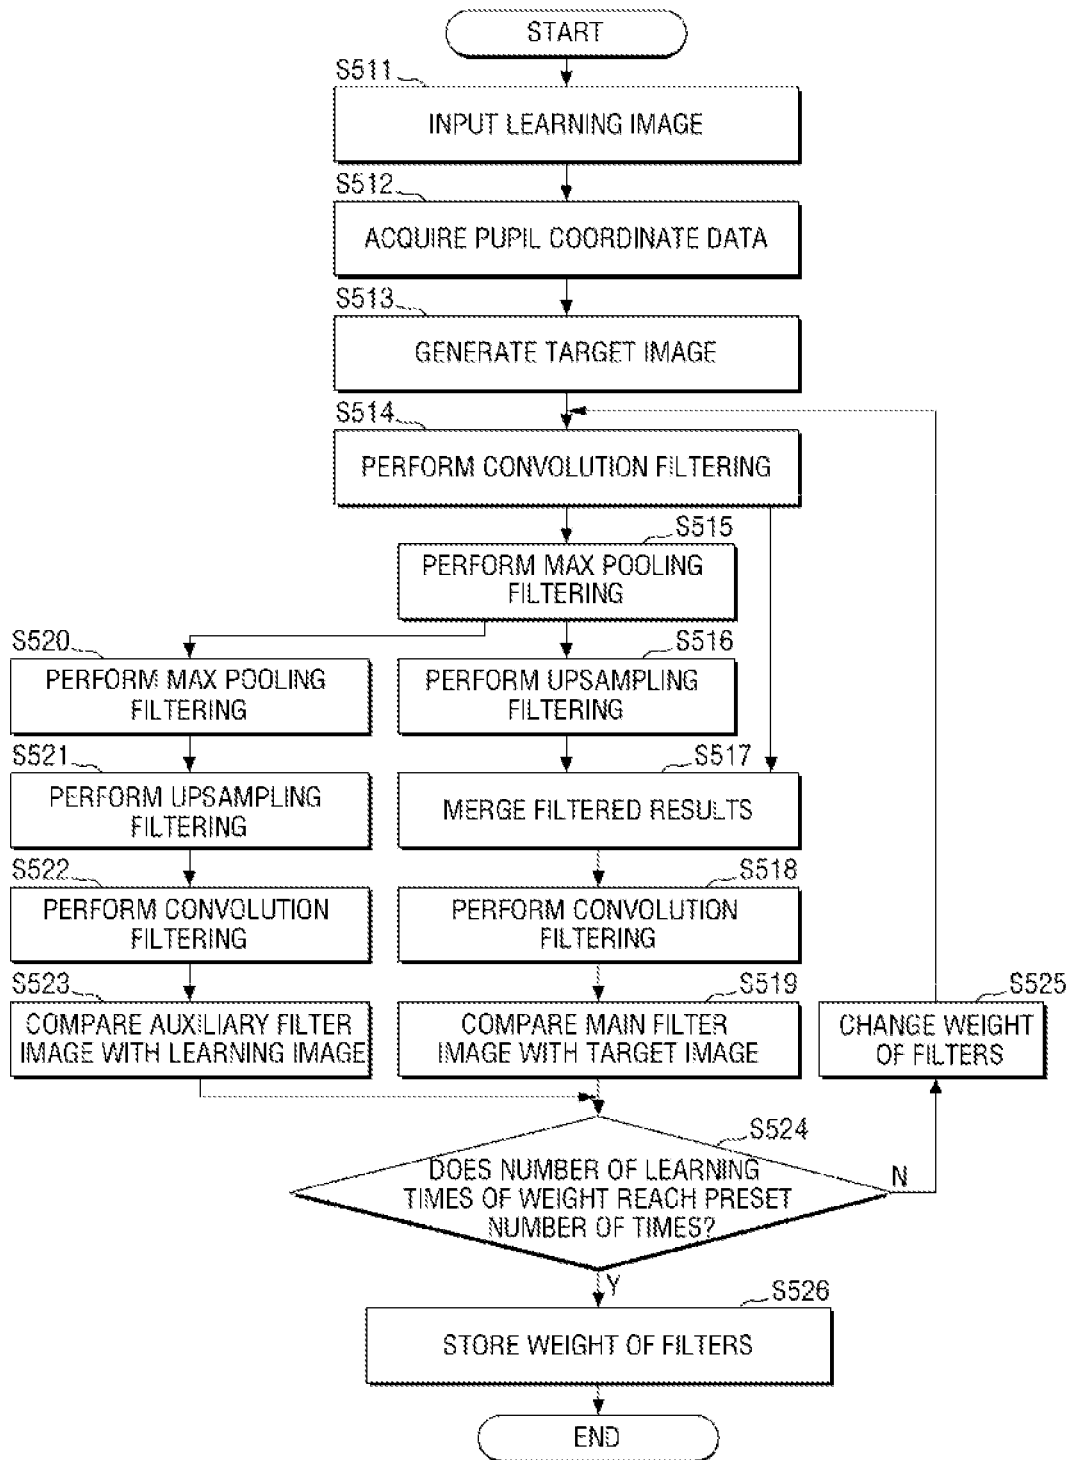 START
S511
INPUT LEARNING IMAGE
S512
ACQUIRE PUPIL COORDINATE DATA
S513
GENERATE TARGET IMAGE
S514
PERFORM CONVOLUTION FILTERING
S515
PERFORM MAX POOLING
FILTERING
S520
PERFORM MAX POOLING
FILTERING
S516
PERFORM UPSAMPLING
FILTERING
S521
PERFORM UPSAMPLING
FILTERING
S517
MERGE FILTERED RESULTS
S522
PERFORM CONVOLUTION
FILTERING
S518
PERFORM CONVOLUTION
FILTERING
S523
COMPARE AUXILIARY FILTER
IMAGE WITH LEARNING IMAGE
S519
COMPARE MAIN FILTER
IMAGE WITH TARGET IMAGE
S525
CHANGE WEIGHT
OF FILTERS
S524
DOES NUMBER OF LEARNING
TIMES OF WEIGHT REACH PRESET
NUMBER OF TIMES?
N
Y
S526
STORE WEIGHT OF FILTERS
END